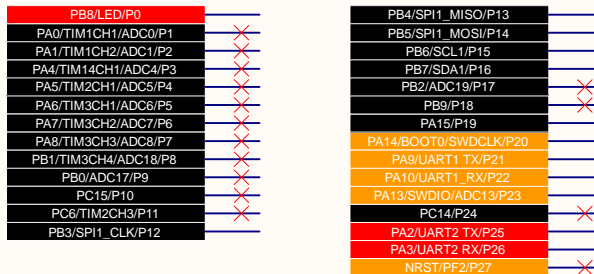 PB8/LED/P0
PA0/TIM1CH1/ADC0/P1
PA1/TIM1CH2/ADC1/P2
PA4/TIM14CH1/ADC4/P3
PA5/TIM2CH1/ADC5/P4
PA6/TIM3CH1/ADC6/P5
PA7/TIM3CH2/ADC7/P6
PA8/TIM3CH3/ADC8/P7
PB1/TIM3CH4/ADC18/P8
PB0/ADC17/P9
PC15/P10
PC6/TIM2CH3/P11
PB3/SPI1_CLK/P12
PB4/SPI1_MISO/P13
PB5/SPI1_MOSI/P14
PB6/SCL1/P15
PB7/SDA1/P16
PB2/ADC19/P17
PB9/P18
PA15/P19
PA14/BOOT0/SWDCLK/P20
PA9/UART1 TX/P21
PA10/UART1_RX/P22
PA13/SWDIO/ADC13/P23
PC14/P24
PA2/UART2 TX/P25
PA3/UART2 RX/P26
NRST/PF2/P27